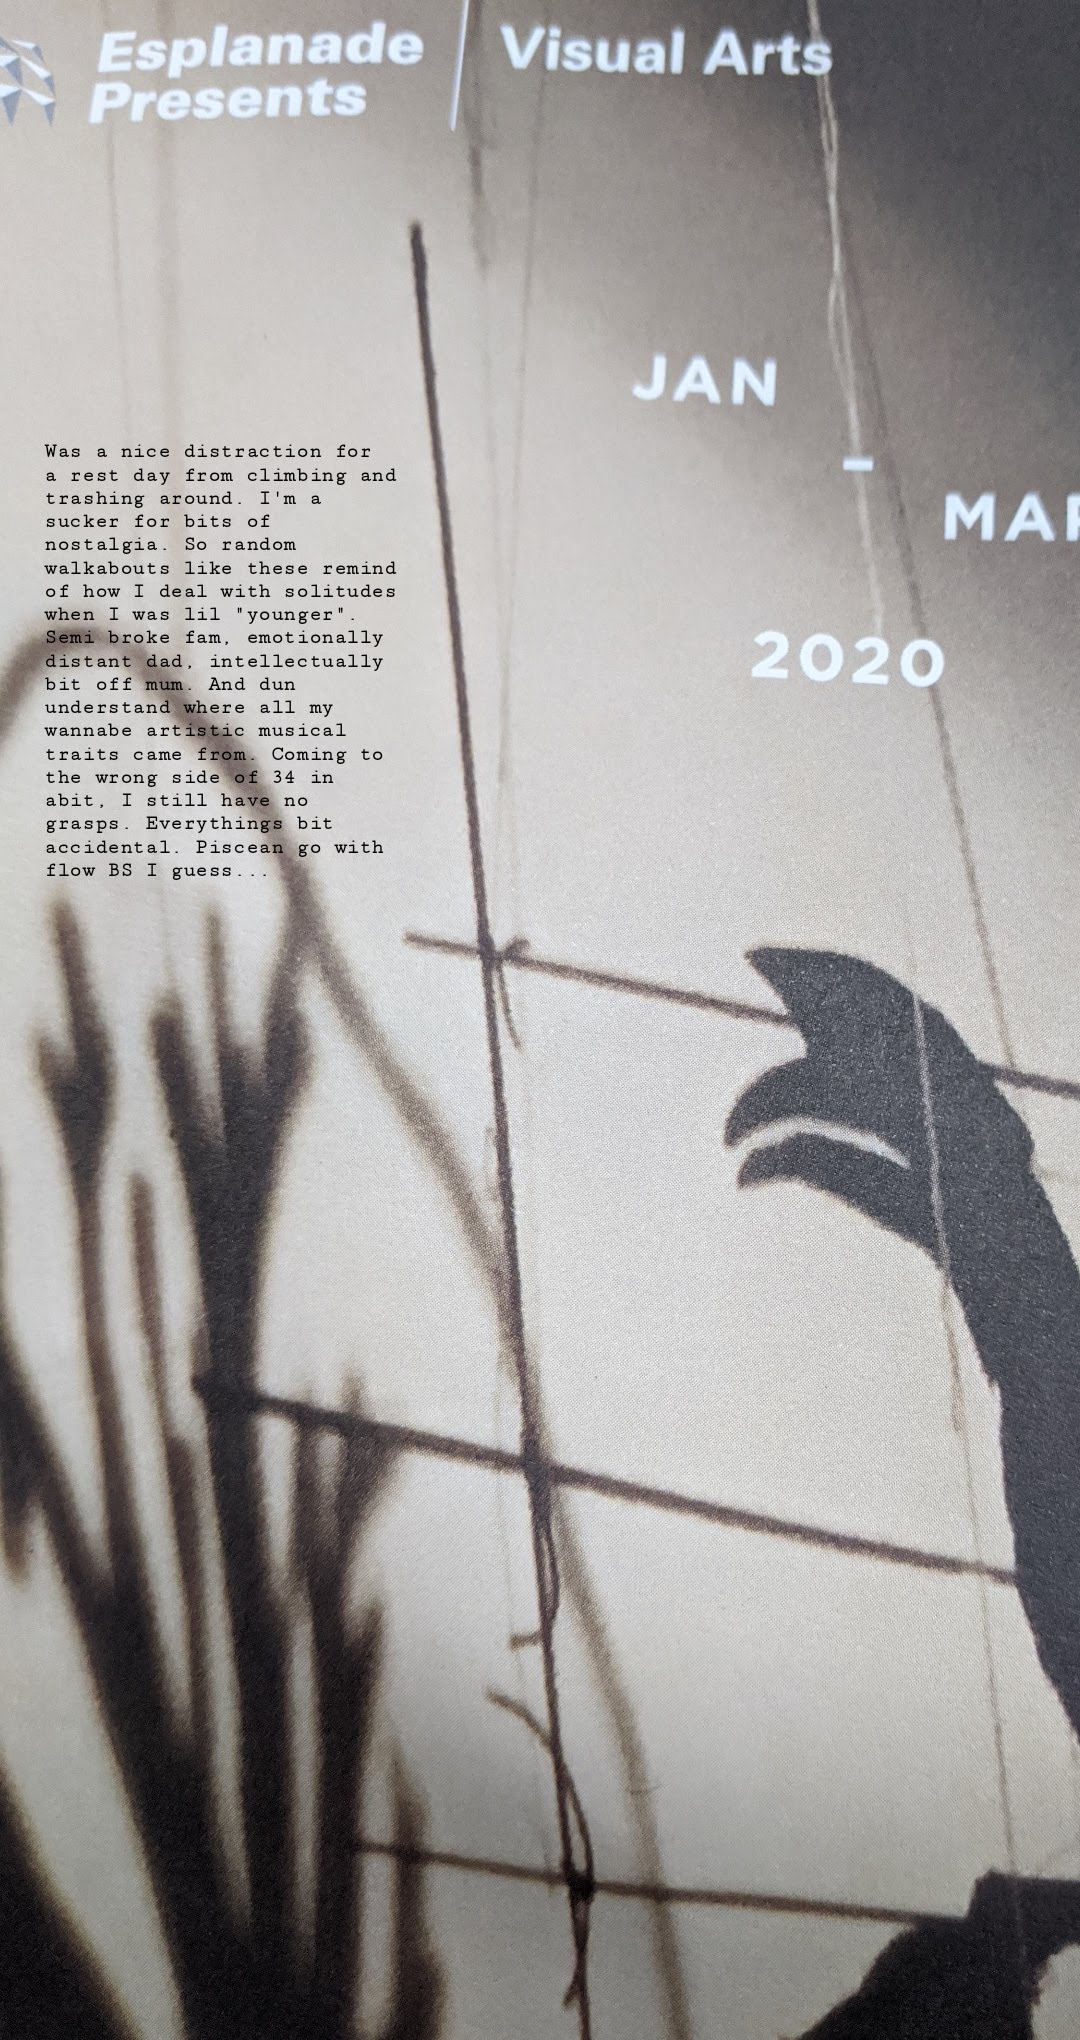 Esplanade
Presents
Visual Arts
JAN
-
2020
Was a nice distraction for
a rest day from climbing and
trashing around. I'm a
sucker for bits of
nostalgia. So random
walkabouts like these remind
of how I deal with solitudes
when I was lil "younger".
Semi broke fam, emotionally
distant dad, intellectually
bit off mum. And dun
understand where all my
wannabe artistic musical
traits came from. Coming to
the wrong side of 34 in
abit, I still have no
grasps. Everythings bit
accidental. Piscean go with
flow BS I guess...